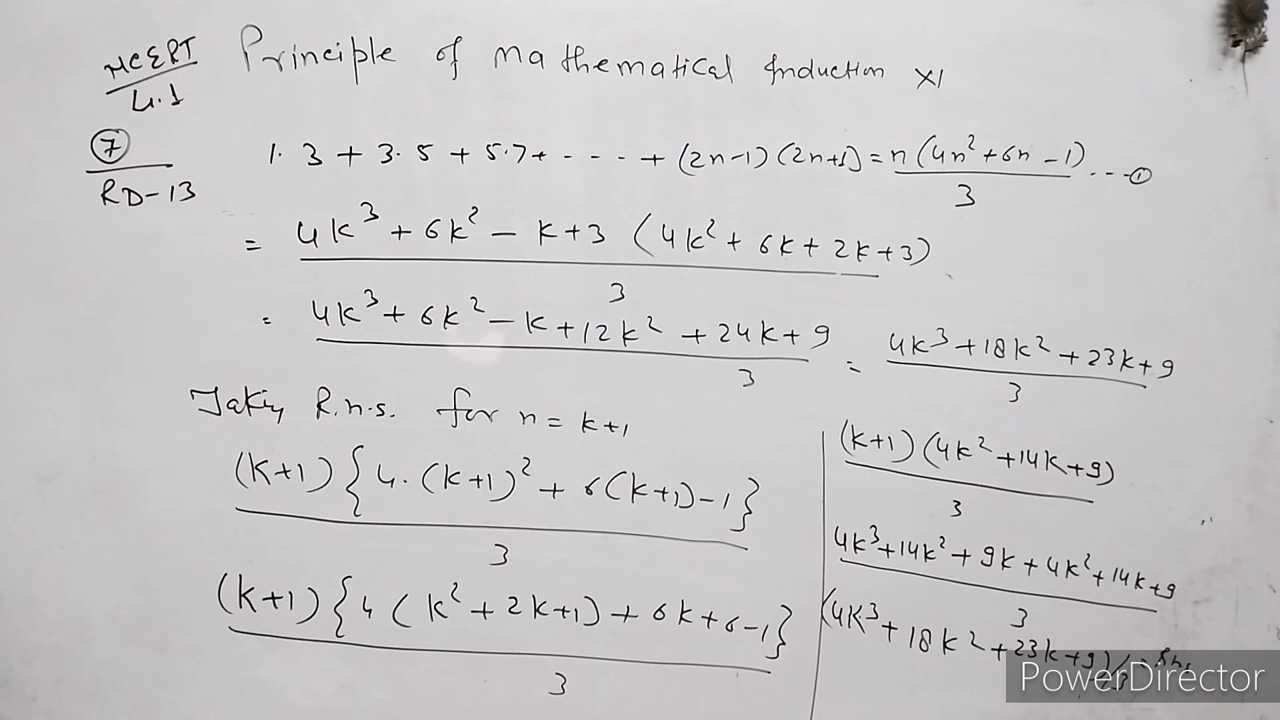 NCERT Principle of Mathematical Induction XI
4.1
7 1. 3 + 3. 5 + 5.7 + - - - - + (2n-1) (2n+1) = n (4n² + 6n - 1) - - - ①
RD-13 3
= 4k³ + 6k² - k + 3 (4k² + 6k + 2k + 3)
3
= 4k³ + 6k² - k + 12k² + 24k + 9 = 4k³ + 18k² + 23k + 9
3 3
Taking R.h.s. for n = k+1
(k+1) { 4. (k+1)² + 6(k+1) - 1 }
3
(k+1) { 4 ( k² + 2k+1) + 6k + 6 - 1 }
3
(k+1) (4k² + 14k + 9)
3
4k³ + 14k² + 9k + 4k² + 14k + 9
3
(4k³ + 18k² + 23k + 9) / 3
PowerDirector